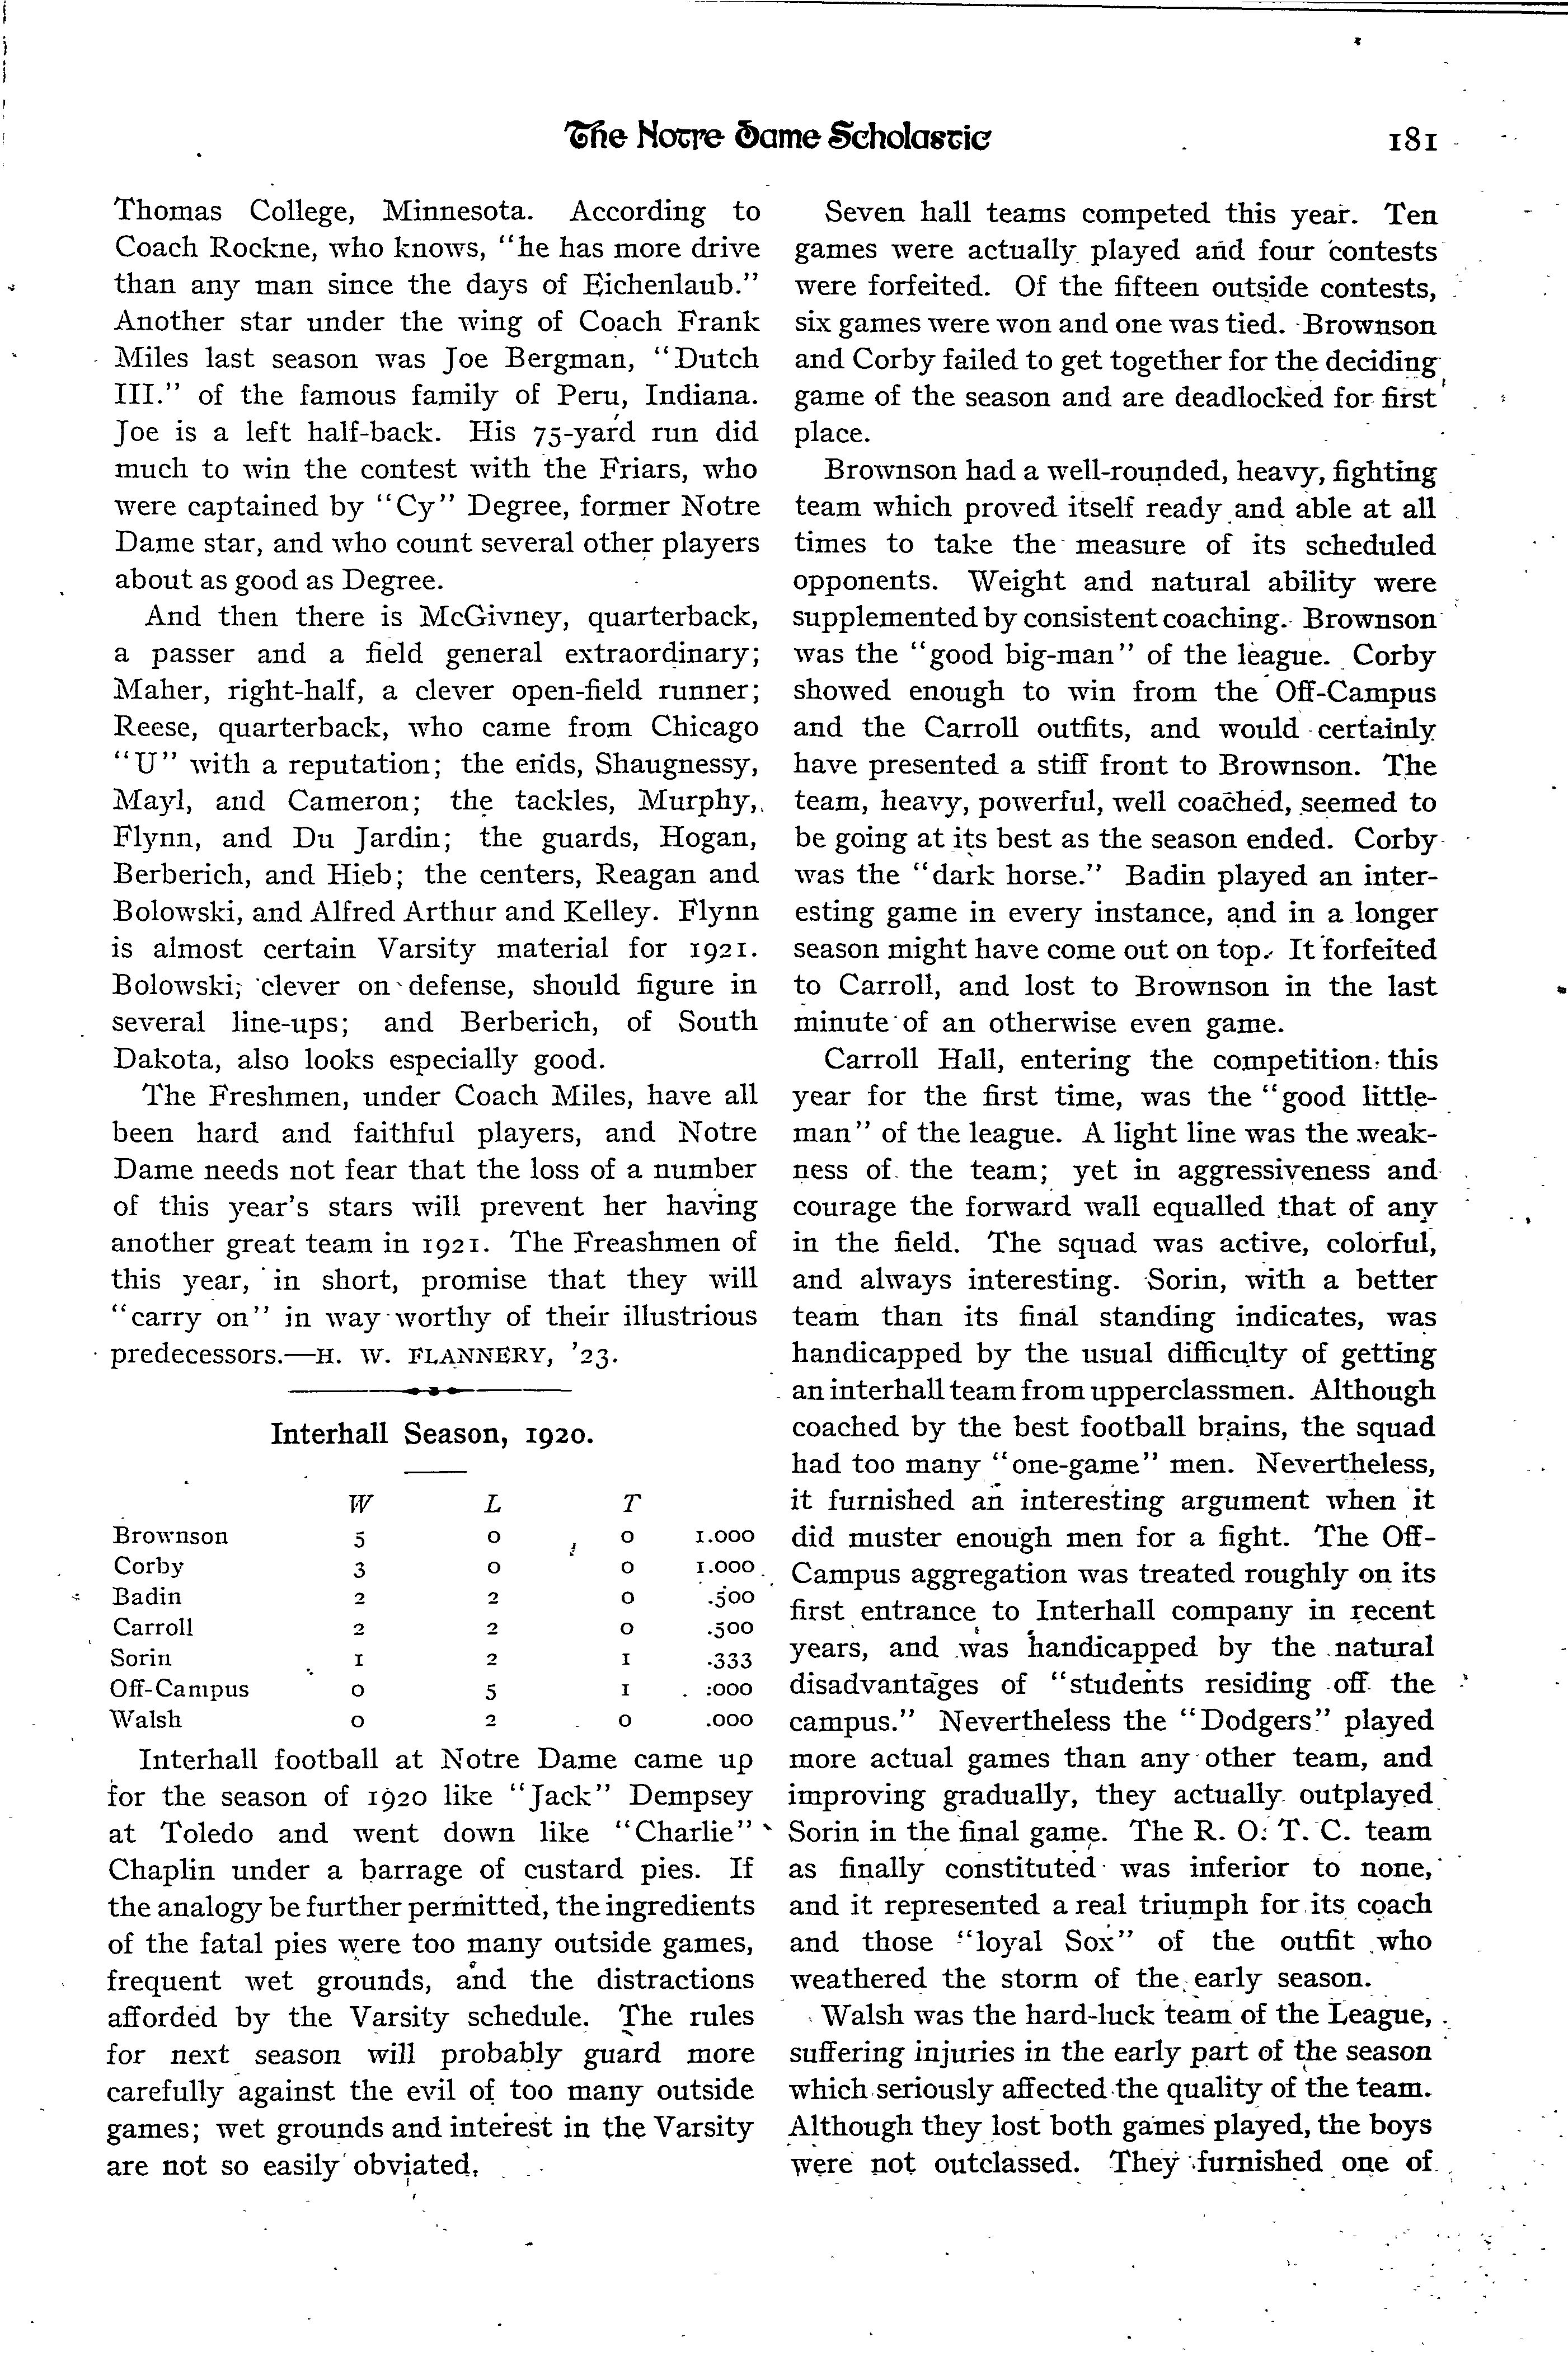 The Notre Dame Scholastic 181
Thomas College, Minnesota. According to
Coach Rockne, who knows, "he has more drive
than any man since the days of Eichenlaub."
Another star under the wing of Coach Frank
Miles last season was Joe Bergman, "Dutch
III." of the famous family of Peru, Indiana.
Joe is a left half-back. His 75-yard run did
much to win the contest with the Friars, who
were captained by "Cy" Degree, former Notre
Dame star, and who count several other players
about as good as Degree.
And then there is McGivney, quarterback,
a passer and a field general extraordinary;
Maher, right-half, a clever open-field runner;
Reese, quarterback, who came from Chicago
"U" with a reputation; the ends, Shaugnessy,
Mayl, and Cameron; the tackles, Murphy,
Flynn, and Du Jardin; the guards, Hogan,
Berberich, and Hieb; the centers, Reagan and
Bolowski, and Alfred Arthur and Kelley. Flynn
is almost certain Varsity material for 1921.
Bolowski; clever on defense, should figure in
several line-ups; and Berberich, of South
Dakota, also looks especially good.
The Freshmen, under Coach Miles, have all
been hard and faithful players, and Notre
Dame needs not fear that the loss of a number
of this year's stars will prevent her having
another great team in 1921. The Freashmen of
this year, in short, promise that they will
"carry on" in way worthy of their illustrious
predecessors.—H. W. FLANNERY, '23.
Interhall Season, 1920.
W L T
Brownson 5 0 0 1.000
Corby 3 0 0 1.000
Badin 2 2 0 .500
Carroll 2 2 0 .500
Sorin 1 2 1 .333
Off-Campus 0 5 1 .000
Walsh 0 2 0 .000
Interhall football at Notre Dame came up
for the season of 1920 like "Jack" Dempsey
at Toledo and went down like "Charlie"
Chaplin under a barrage of custard pies. If
the analogy be further permitted, the ingredients
of the fatal pies were too many outside games,
frequent wet grounds, and the distractions
afforded by the Varsity schedule. The rules
for next season will probably guard more
carefully against the evil of too many outside
games; wet grounds and interest in the Varsity
are not so easily obviated.
Seven hall teams competed this year. Ten
games were actually played and four contests
were forfeited. Of the fifteen outside contests,
six games were won and one was tied. Brownson
and Corby failed to get together for the deciding
game of the season and are deadlocked for first
place.
Brownson had a well-rounded, heavy, fighting
team which proved itself ready and able at all
times to take the measure of its scheduled
opponents. Weight and natural ability were
supplemented by consistent coaching. Brownson
was the "good big-man" of the league. Corby
showed enough to win from the Off-Campus
and the Carroll outfits, and would certainly
have presented a stiff front to Brownson. The
team, heavy, powerful, well coached, seemed to
be going at its best as the season ended. Corby
was the "dark horse." Badin played an inter-
esting game in every instance, and in a longer
season might have come out on top. It forfeited
to Carroll, and lost to Brownson in the last
minute of an otherwise even game.
Carroll Hall, entering the competition this
year for the first time, was the "good little-
man" of the league. A light line was the weak-
ness of the team; yet in aggressiveness and
courage the forward wall equalled that of any
in the field. The squad was active, colorful,
and always interesting. Sorin, with a better
team than its final standing indicates, was
handicapped by the usual difficulty of getting
an interhall team from upperclassmen. Although
coached by the best football brains, the squad
had too many "one-game" men. Nevertheless,
it furnished an interesting argument when it
did muster enough men for a fight. The Off-
Campus aggregation was treated roughly on its
first entrance to Interhall company in recent
years, and was handicapped by the natural
disadvantages of "students residing off the
campus." Nevertheless the "Dodgers" played
more actual games than any other team, and
improving gradually, they actually outplayed
Sorin in the final game. The R. O. T. C. team
as finally constituted was inferior to none,
and it represented a real triumph for its coach
and those "loyal Sox" of the outfit who
weathered the storm of the early season.
Walsh was the hard-luck team of the League,
suffering injuries in the early part of the season
which seriously affected the quality of the team.
Although they lost both games played, the boys
were not outclassed. They furnished one of